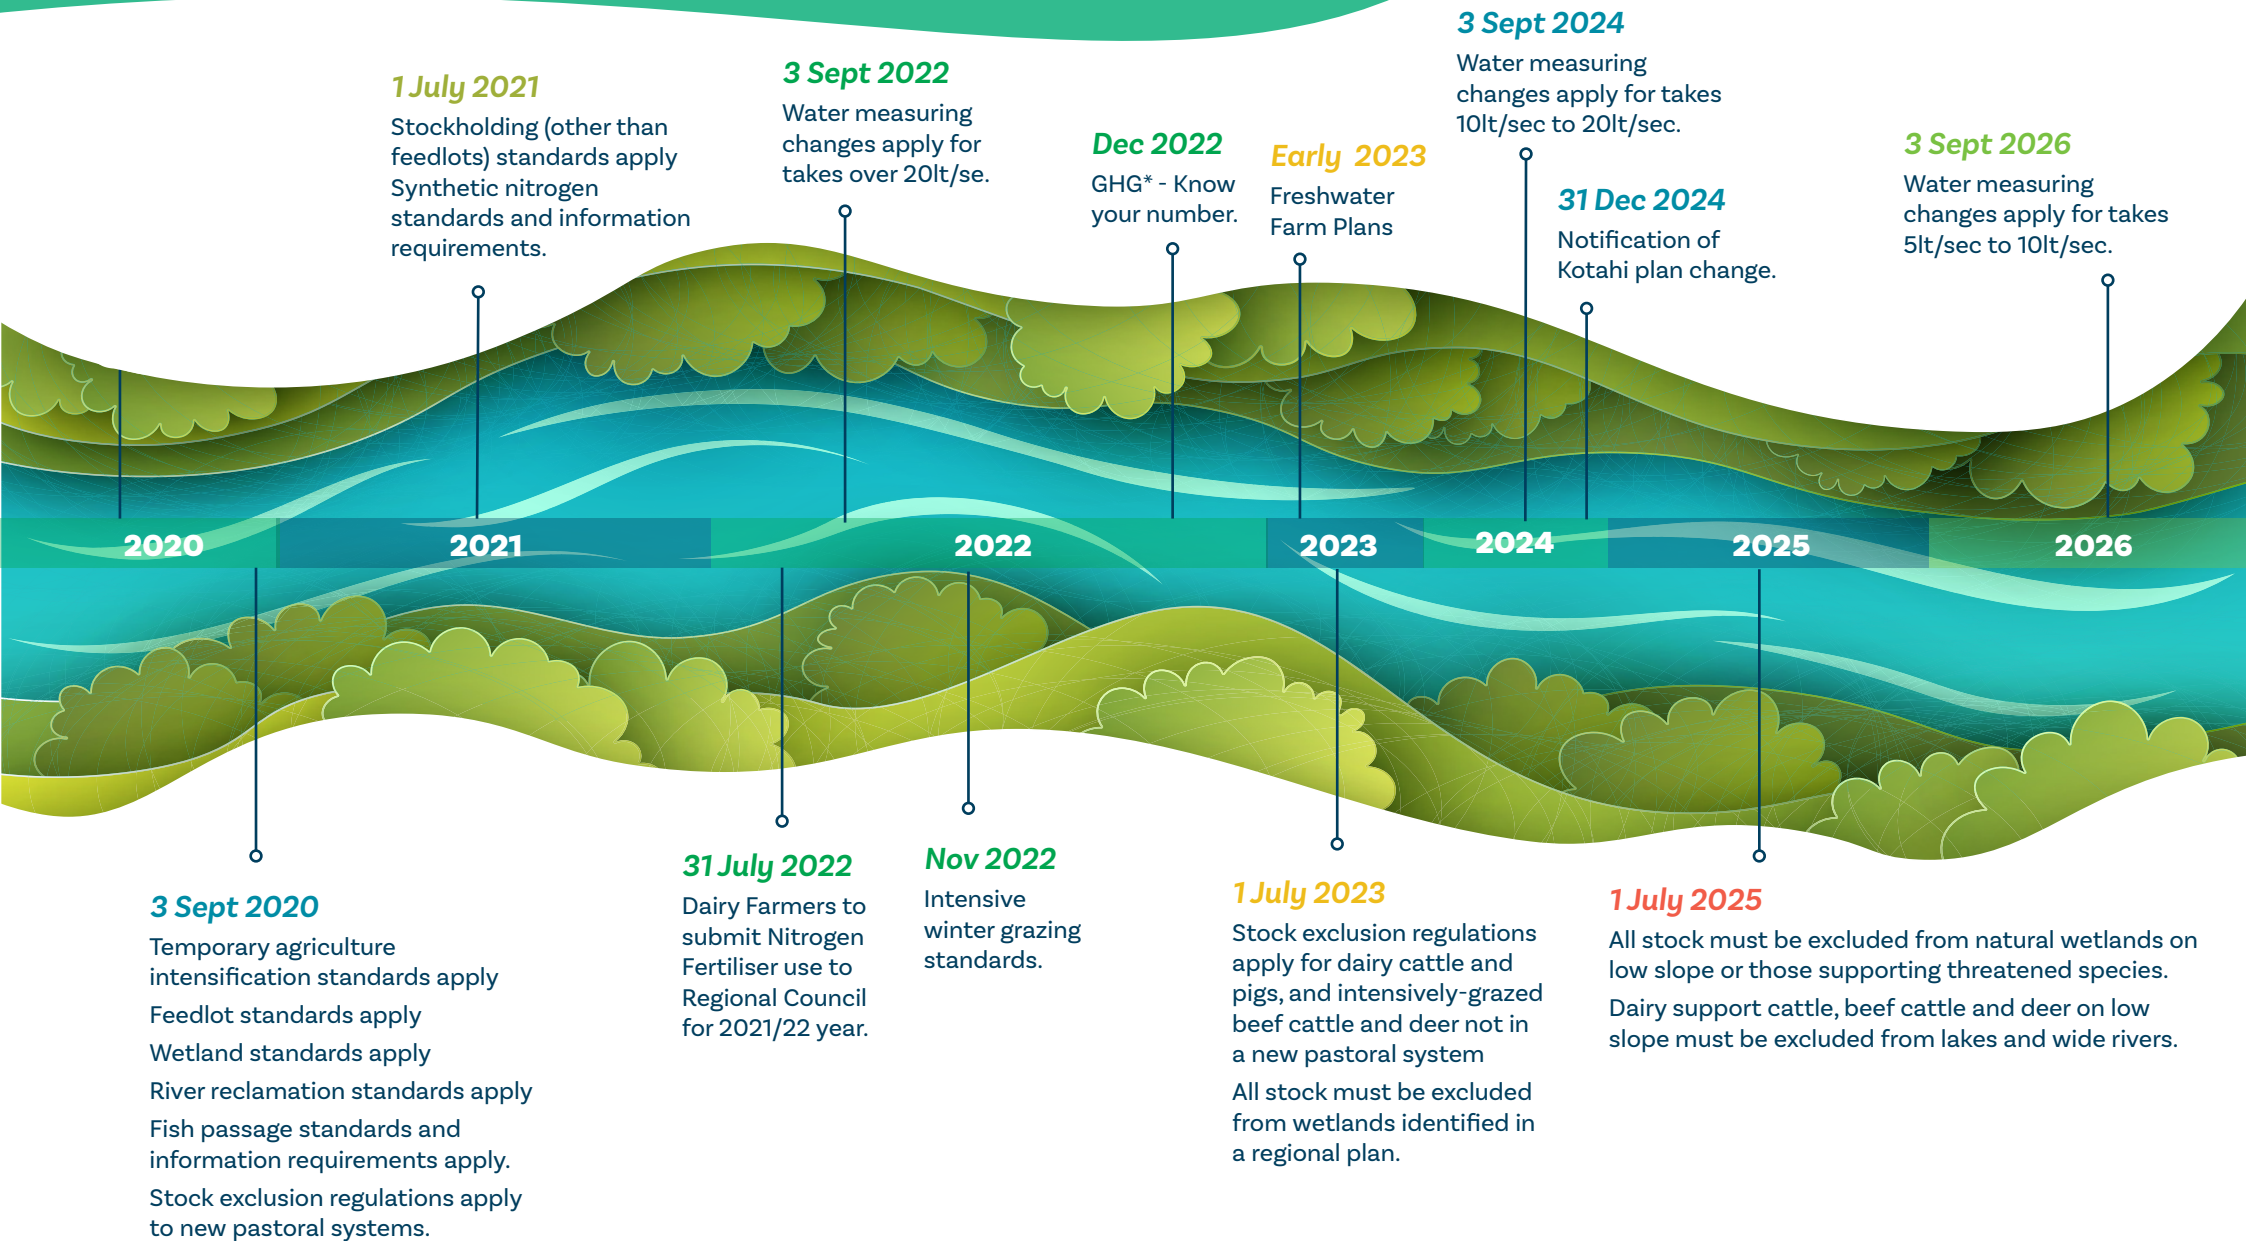 3 Sept 2024
Water measuring
changes apply for takes
10lt/sec to 20lt/sec.
1 July 2021
Stockholding (other than
feedlots) standards apply
Synthetic nitrogen
standards and information
requirements.
3 Sept 2022
Water measuring
changes apply for
takes over 20lt/se.
Dec 2022
GHG* - Know
your number.
Early 2023
Freshwater
Farm Plans
31 Dec 2024
Notification of
Kotahi plan change.
3 Sept 2026
Water measuring
changes apply for takes
5lt/sec to 10lt/sec.
2020
2021
2022
2023
2024
2025
2026
3 Sept 2020
Temporary agriculture
intensification standards apply
Feedlot standards apply
Wetland standards apply
River reclamation standards apply
Fish passage standards and
information requirements apply.
Stock exclusion regulations apply
to new pastoral systems.
31 July 2022
Dairy Farmers to
submit Nitrogen
Fertiliser use to
Regional Council
for 2021/22 year.
Nov 2022
Intensive
winter grazing
standards.
1 July 2023
Stock exclusion regulations
apply for dairy cattle and
pigs, and intensively-grazed
beef cattle and deer not in
a new pastoral system
All stock must be excluded
from wetlands identified in
a regional plan.
1 July 2025
All stock must be excluded from natural wetlands on
low slope or those supporting threatened species.
Dairy support cattle, beef cattle and deer on low
slope must be excluded from lakes and wide rivers.